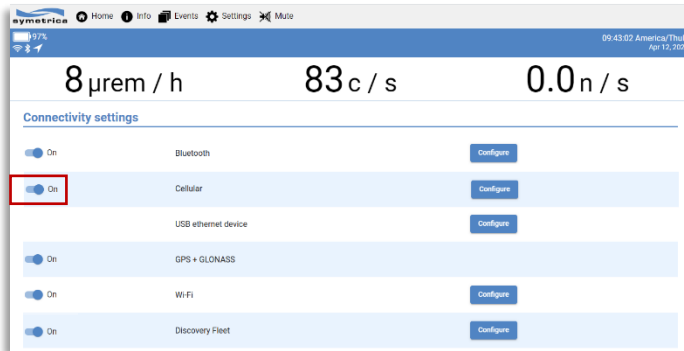 symetrica Home Info Events Settings Mute
97%
09:43:02 America/Thul
Apr 12, 202
8 µrem / h 83 c / s 0.0 n / s
Connectivity settings
On Bluetooth Configure
On Cellular Configure
USB ethernet device Configure
On GPS + GLONASS
On Wi-Fi Configure
On Discovery Fleet Configure